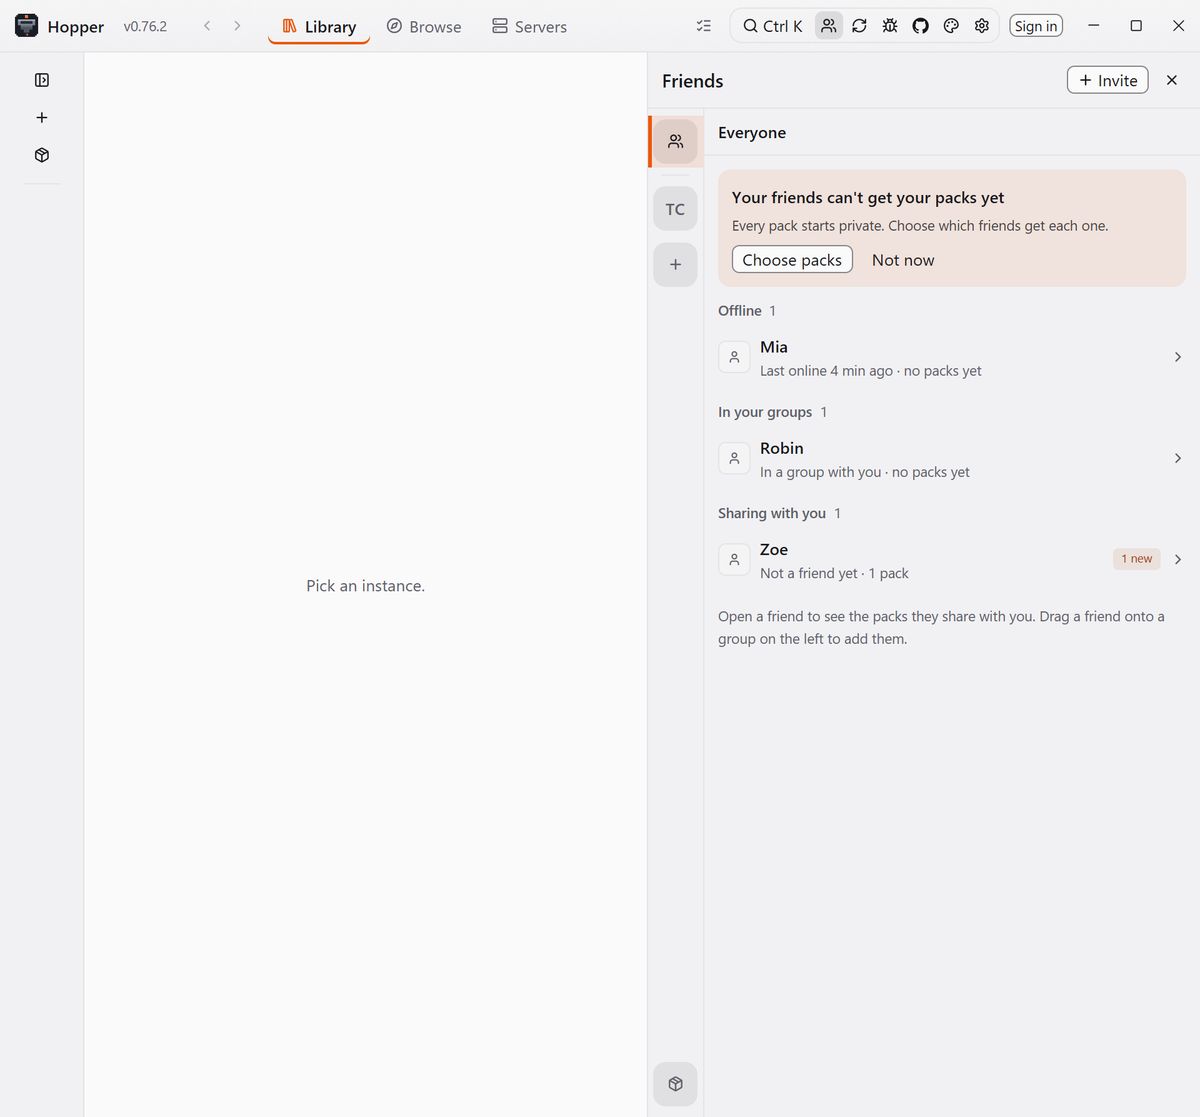 Hopper v0.76.2 Library Browse Servers Ctrl K Sign in
Friends
Invite
Everyone
Your friends can't get your packs yet
Every pack starts private. Choose which friends get each one.
Choose packs Not now
TC
Offline 1
Mia
Last online 4 min ago · no packs yet
In your groups 1
Robin
In a group with you · no packs yet
Sharing with you 1
Zoe
Not a friend yet · 1 pack
1 new
Open a friend to see the packs they share with you. Drag a friend onto a
group on the left to add them.
Pick an instance.